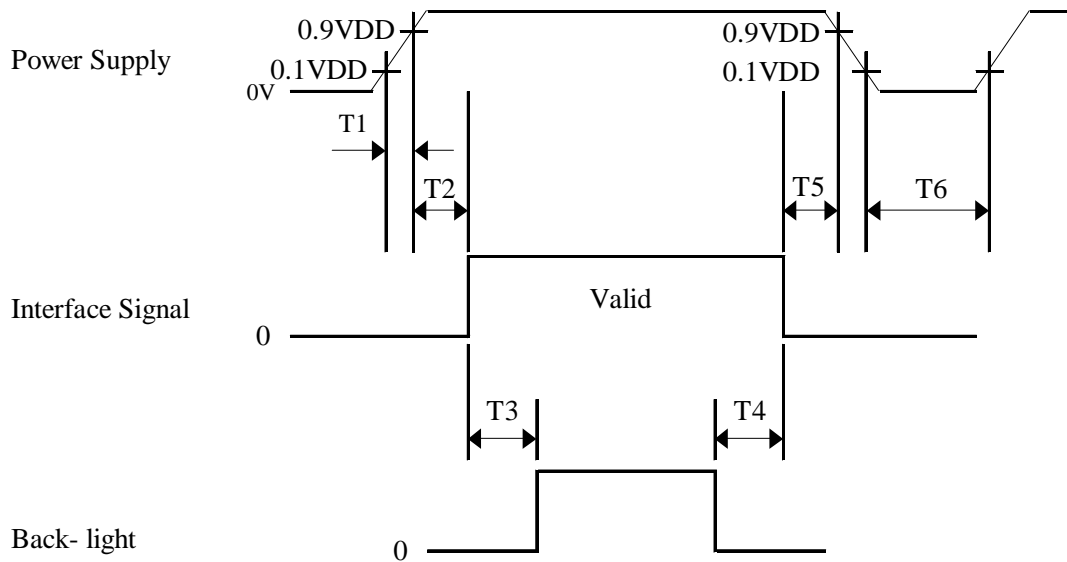 0.9VDD
0.9VDD
Power Supply
0.1VDD
0.1VDD
0V
T1
T2
T5
T6
Valid
Interface Signal
0
T3
T4
Back- light
0